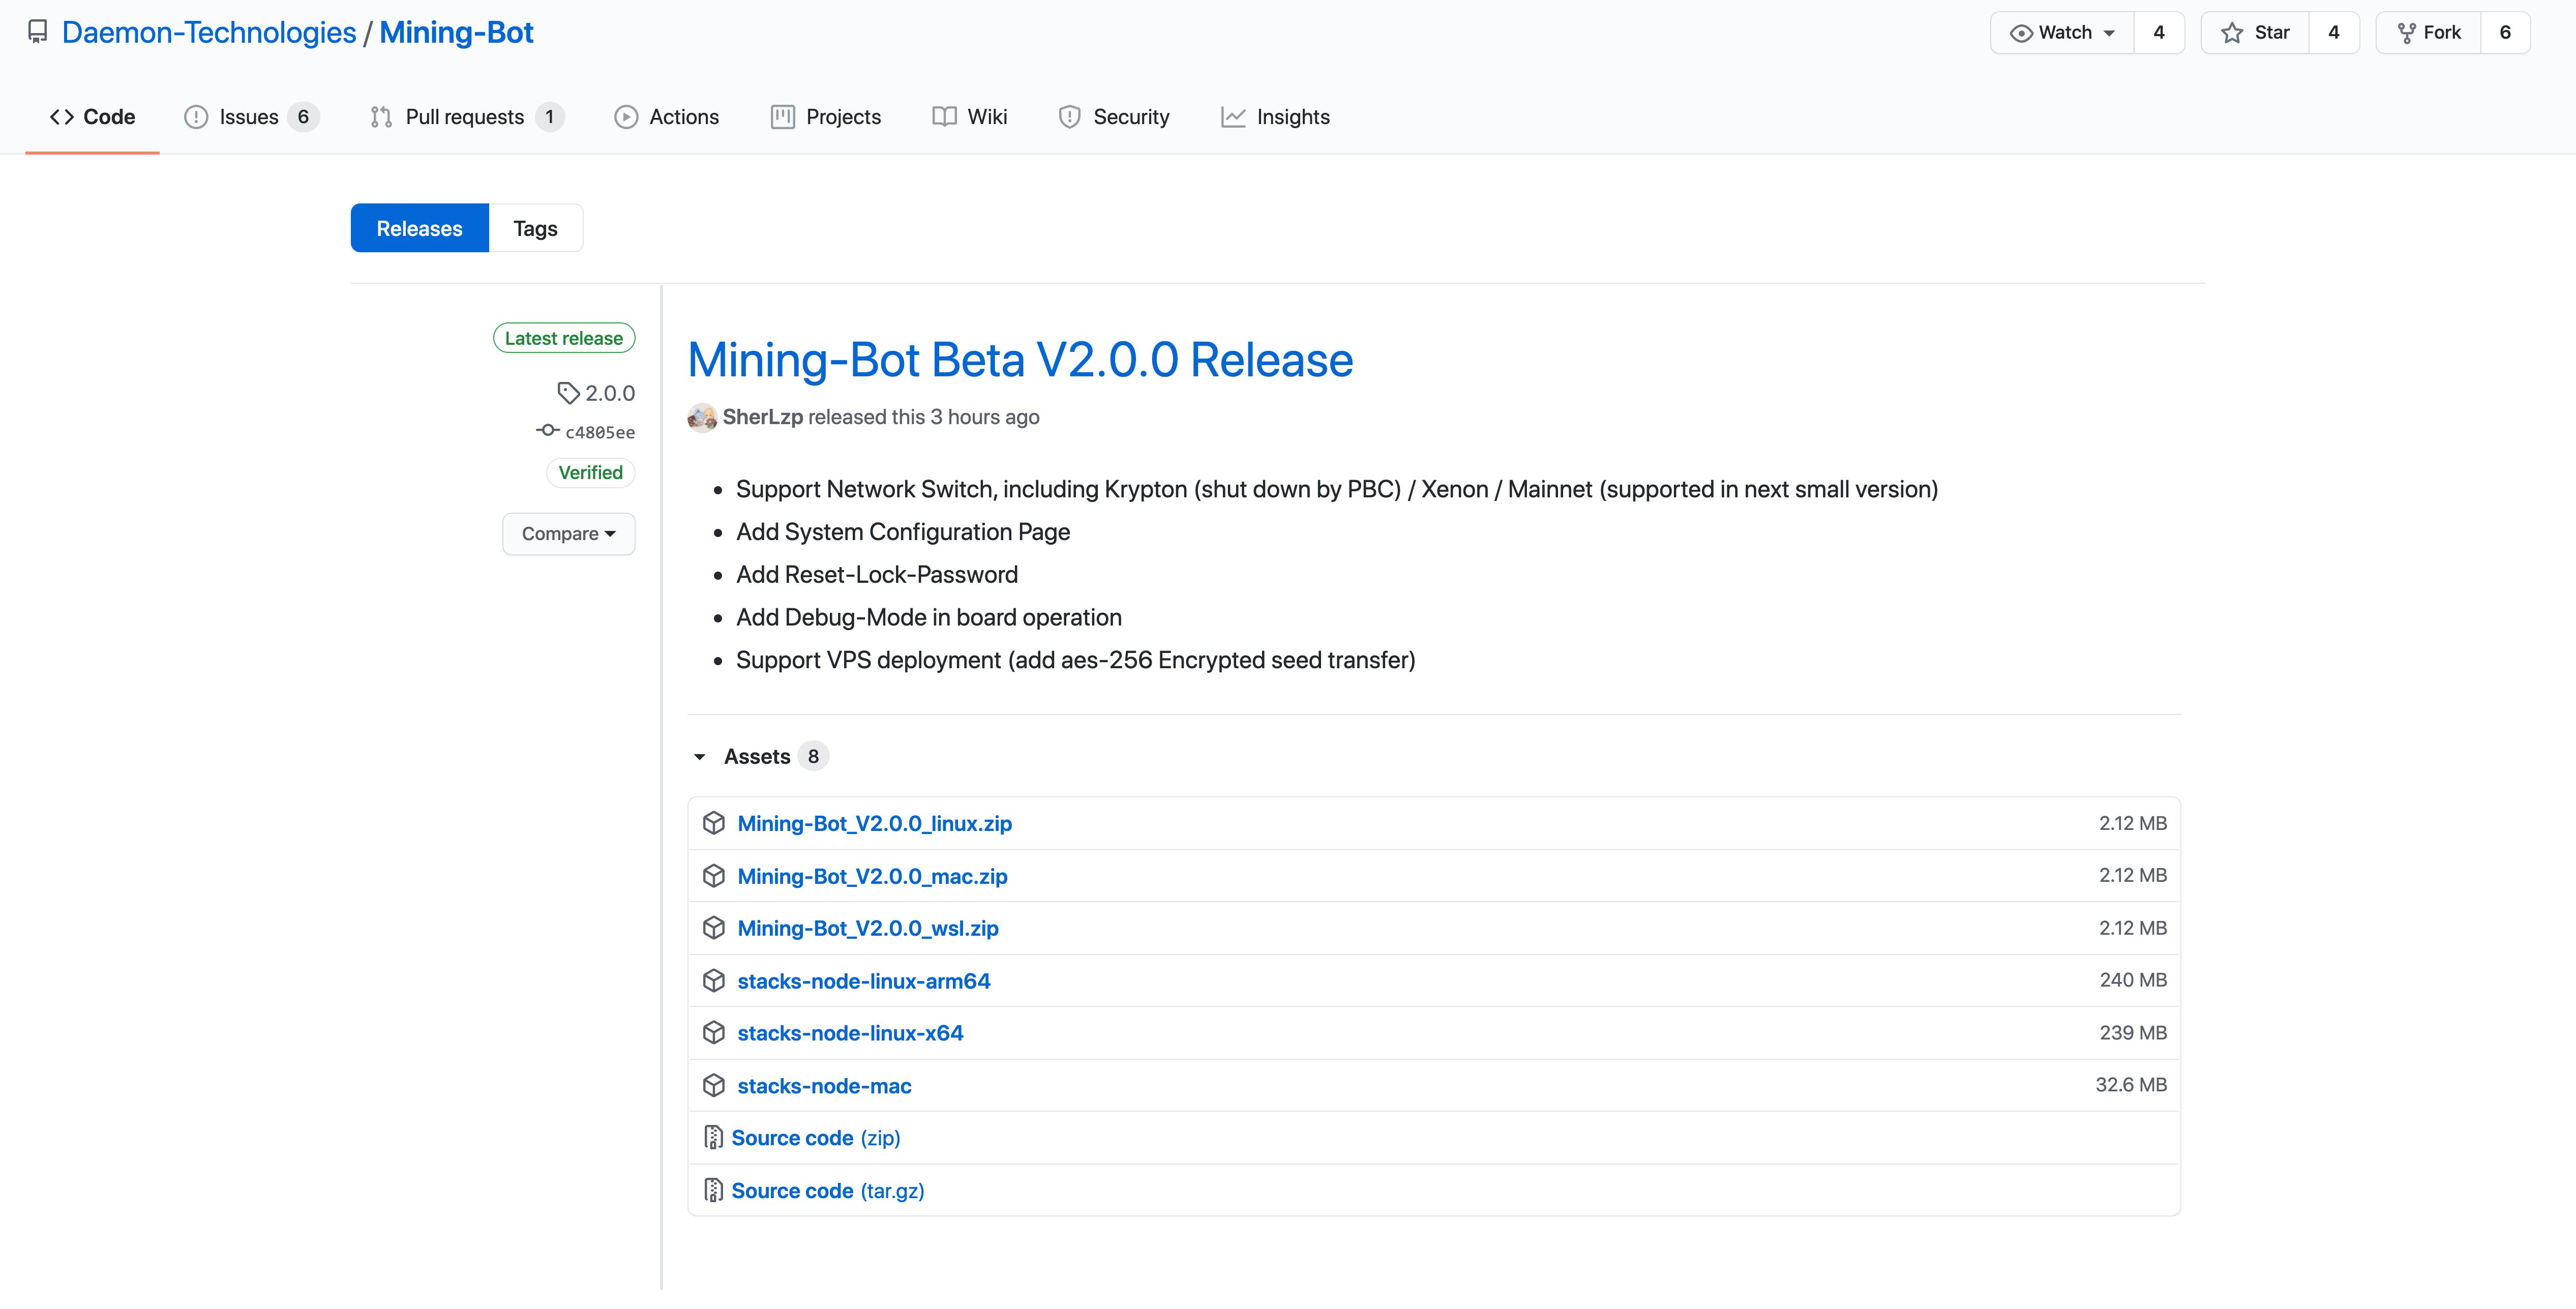 Daemon-Technologies / Mining-Bot
Watch 4 Star 4 Fork 6
Code Issues 6 Pull requests 1 Actions Projects Wiki Security Insights
Releases Tags
Latest release
2.0.0
c4805ee
Verified
Compare
Mining-Bot Beta V2.0.0 Release
SherLzp released this 3 hours ago
• Support Network Switch, including Krypton (shut down by PBC) / Xenon / Mainnet (supported in next small version)
• Add System Configuration Page
• Add Reset-Lock-Password
• Add Debug-Mode in board operation
• Support VPS deployment (add aes-256 Encrypted seed transfer)
Assets 8
Mining-Bot_V2.0.0_linux.zip 2.12 MB
Mining-Bot_V2.0.0_mac.zip 2.12 MB
Mining-Bot_V2.0.0_wsl.zip 2.12 MB
stacks-node-linux-arm64 240 MB
stacks-node-linux-x64 239 MB
stacks-node-mac 32.6 MB
Source code (zip)
Source code (tar.gz)